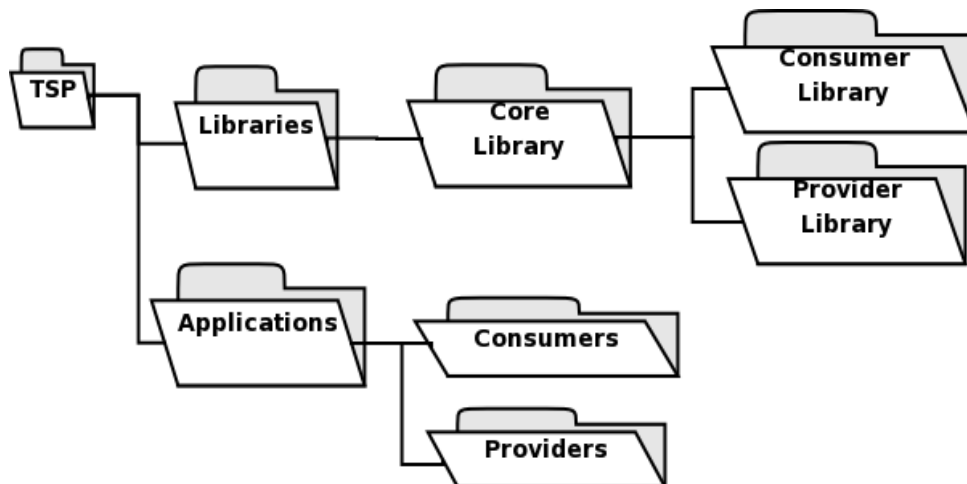 TSP
Libraries
Core
Library
Consumer
Library
Provider
Library
Applications
Consumers
Providers